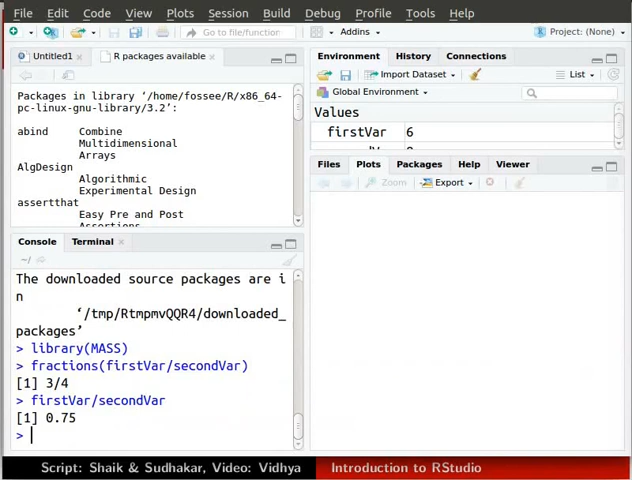 File Edit Code View Plots Session Build Debug Profile Tools Help
Go to file/function Addins Project: (None)
Untitled1 R packages available
Packages in library ‘/home/fossee/R/x86_64-
pc-linux-gnu-library/3.2’:
abind Combine
Multidimensional
Arrays
AlgDesign
Algorithmic
Experimental Design
assertthat
Easy Pre and Post
Assertions
Environment History Connections
Import Dataset List
Global Environment
Values
firstVar 6
Files Plots Packages Help Viewer
Zoom Export
Console Terminal
~/
The downloaded source packages are i
n
‘/tmp/RtmpmvQQR4/downloaded_
packages’
> library(MASS)
> fractions(firstVar/secondVar)
[1] 3/4
> firstVar/secondVar
[1] 0.75
>
Script: Shaik & Sudhakar, Video: Vidhya Introduction to RStudio